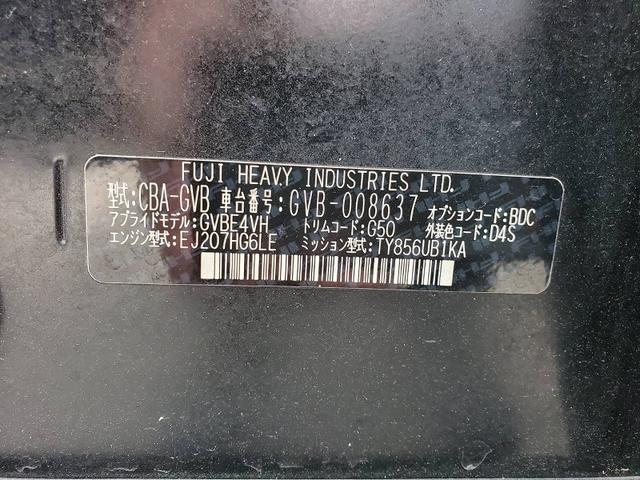 FUJI HEAVY INDUSTRIES LTD.
型式:CBA-GVB 車台番号:GVB-008637 オプションコード:BDC
アプライドモデル:GVBE4VH トリムコード:G50 外装色コード:D4S
エンジン型式:EJ207HG6LE ミッション型式:TY856UB1KA